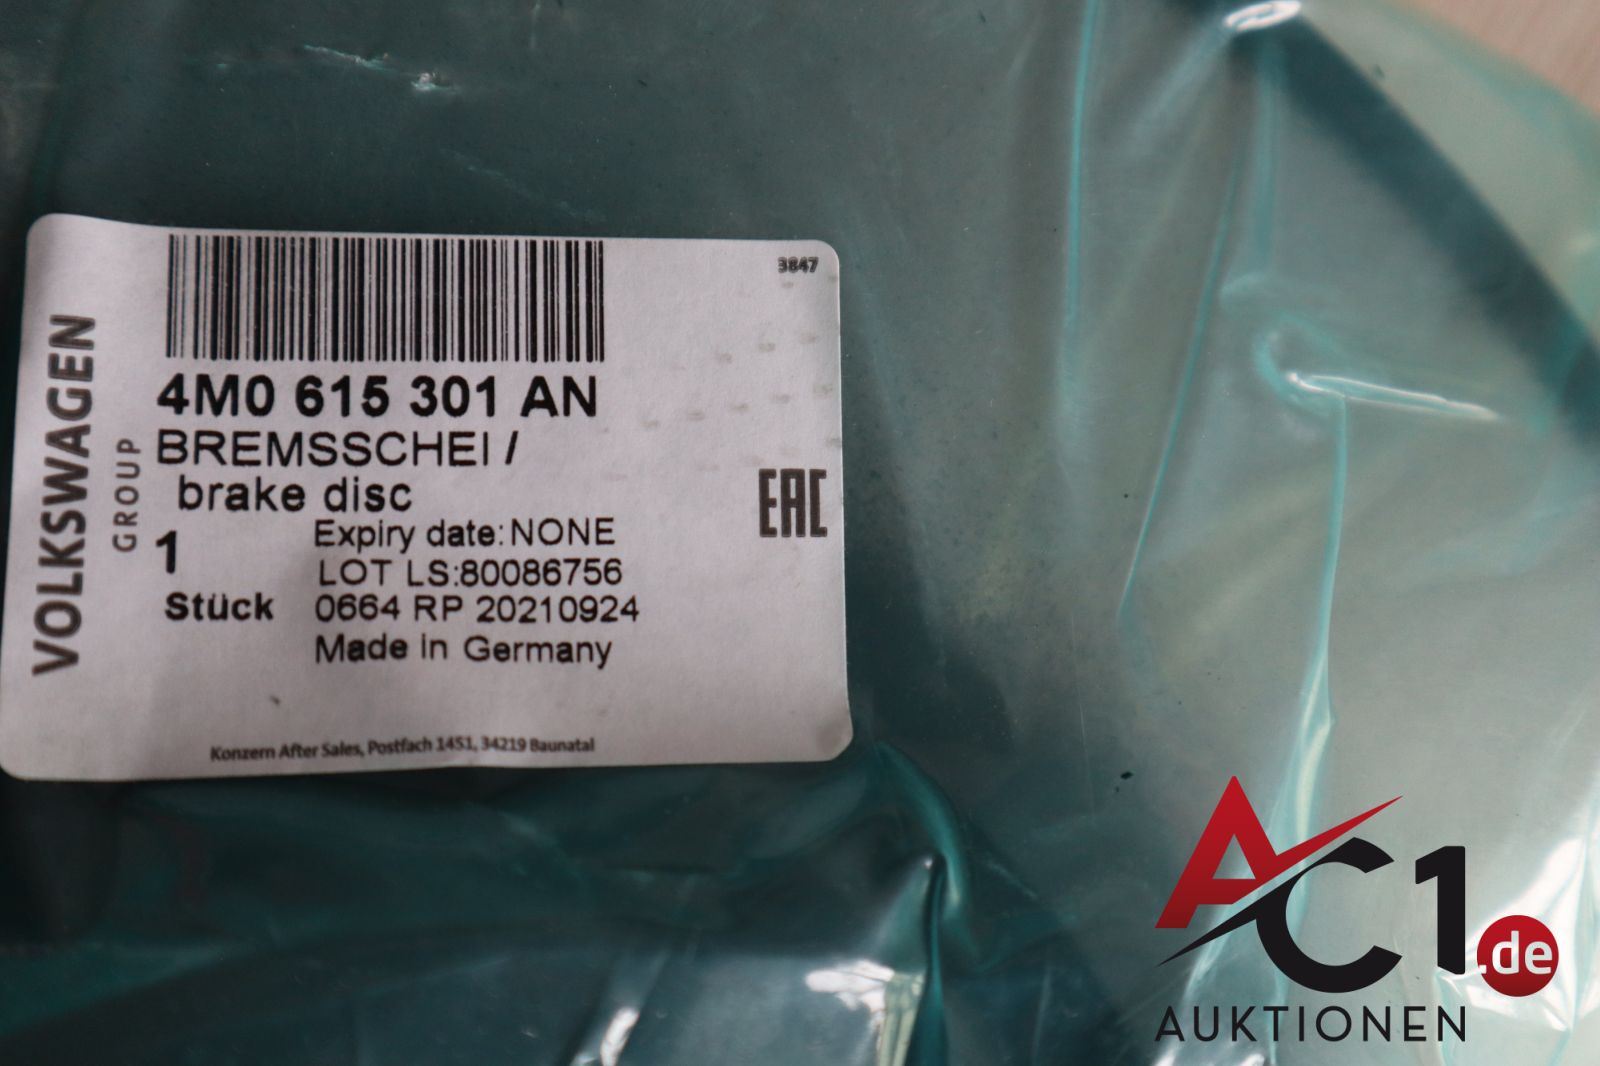 3847
4M0 615 301 AN
BREMSSCHEI /
brake disc
1
Stück
Expiry date: NONE
LOT LS:80086756
0664 RP 20210924
Made in Germany
EAC
VOLKSWAGEN
GROUP
Konzern After Sales, Postfach 1451, 34219 Baunatal
AC1.de
AUKTIONEN